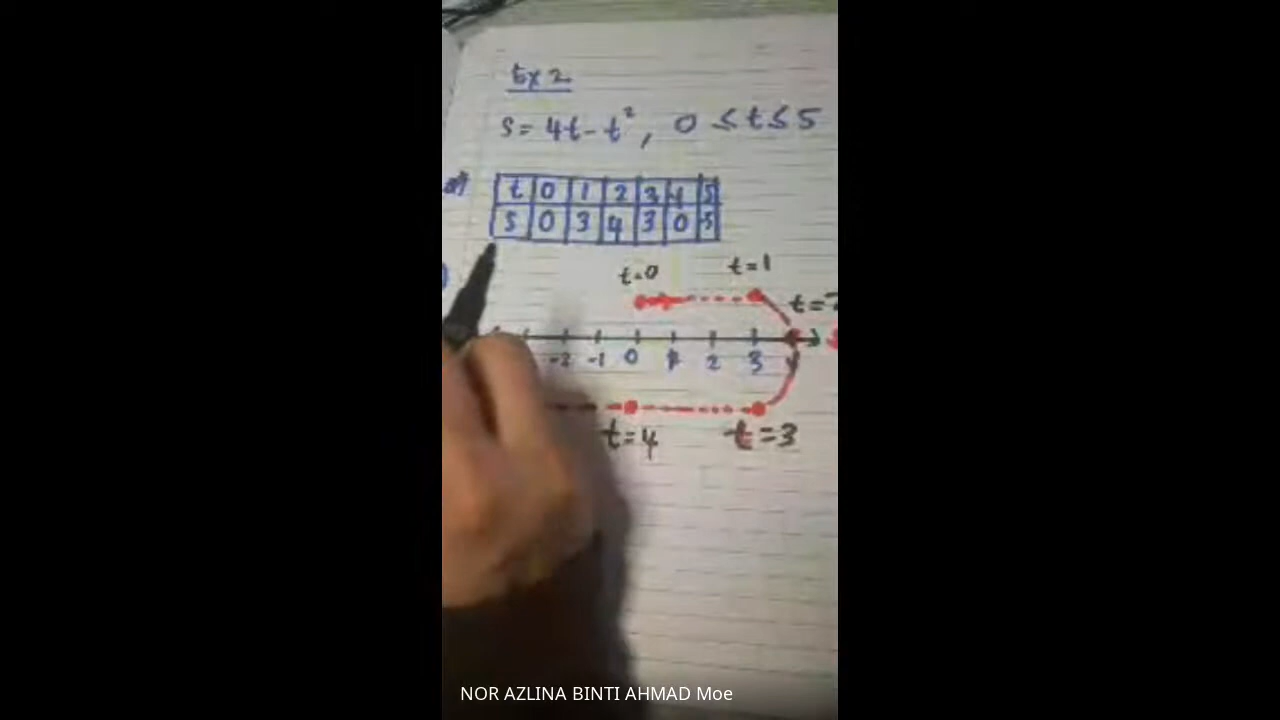 Ex 2
s = 4t - t², 0 ≤ t ≤ 5
a)
t 0 1 2 3 4 5
s 0 3 4 3 0 -5
t=0 t=1
t=2
-2 -1 0 1 2 3 4
t=4 t=3
NOR AZLINA BINTI AHMAD Moe